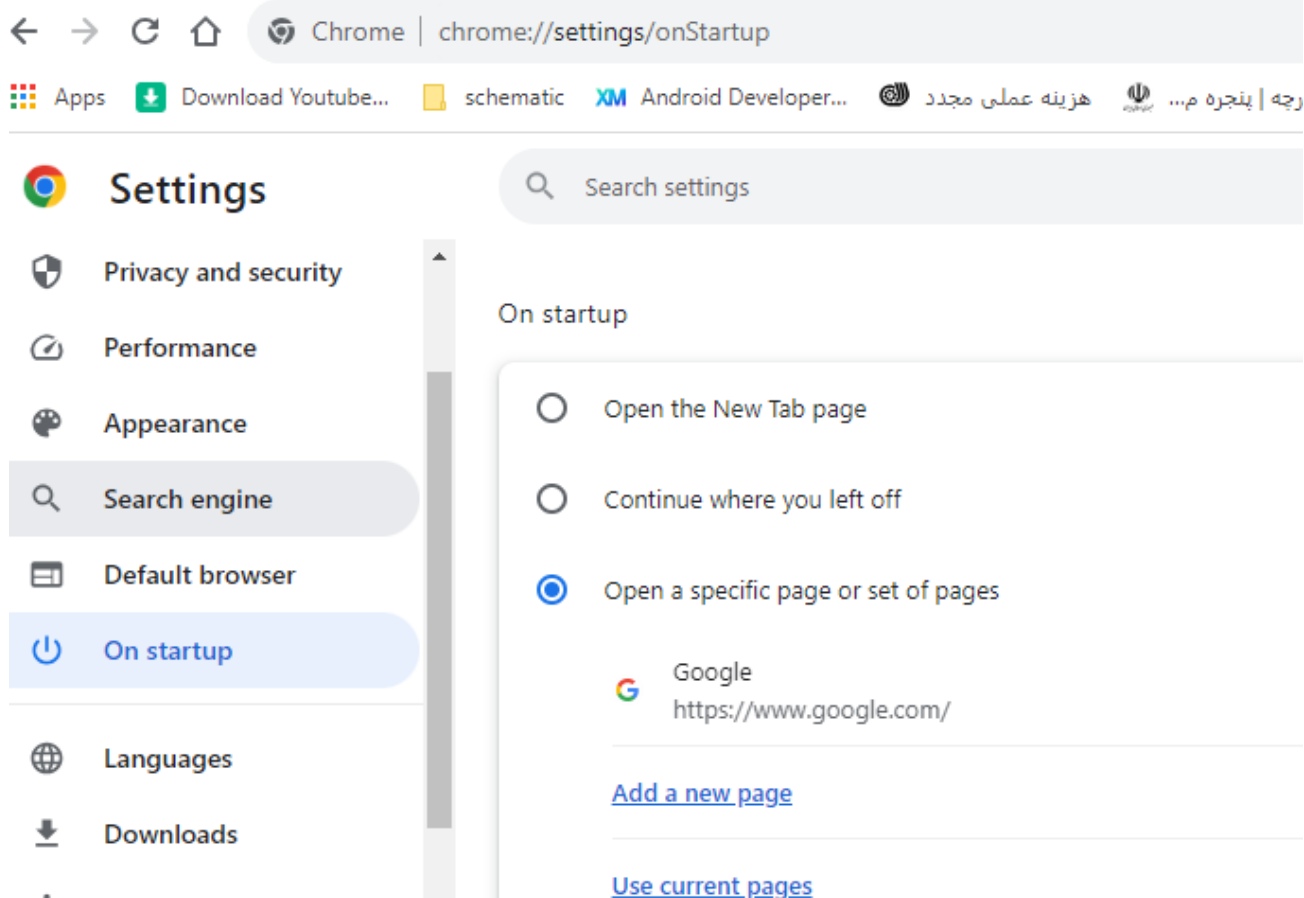 Chrome | chrome://settings/onStartup
Apps Download Youtube... schematic XM Android Developer... هزینه عملی مجدد رچه | پنجره م...
Settings
Search settings
Privacy and security
On startup
Performance
Open the New Tab page
Appearance
Search engine
Continue where you left off
Default browser
Open a specific page or set of pages
On startup
Google
https://www.google.com/
Languages
Add a new page
Downloads
Use current pages